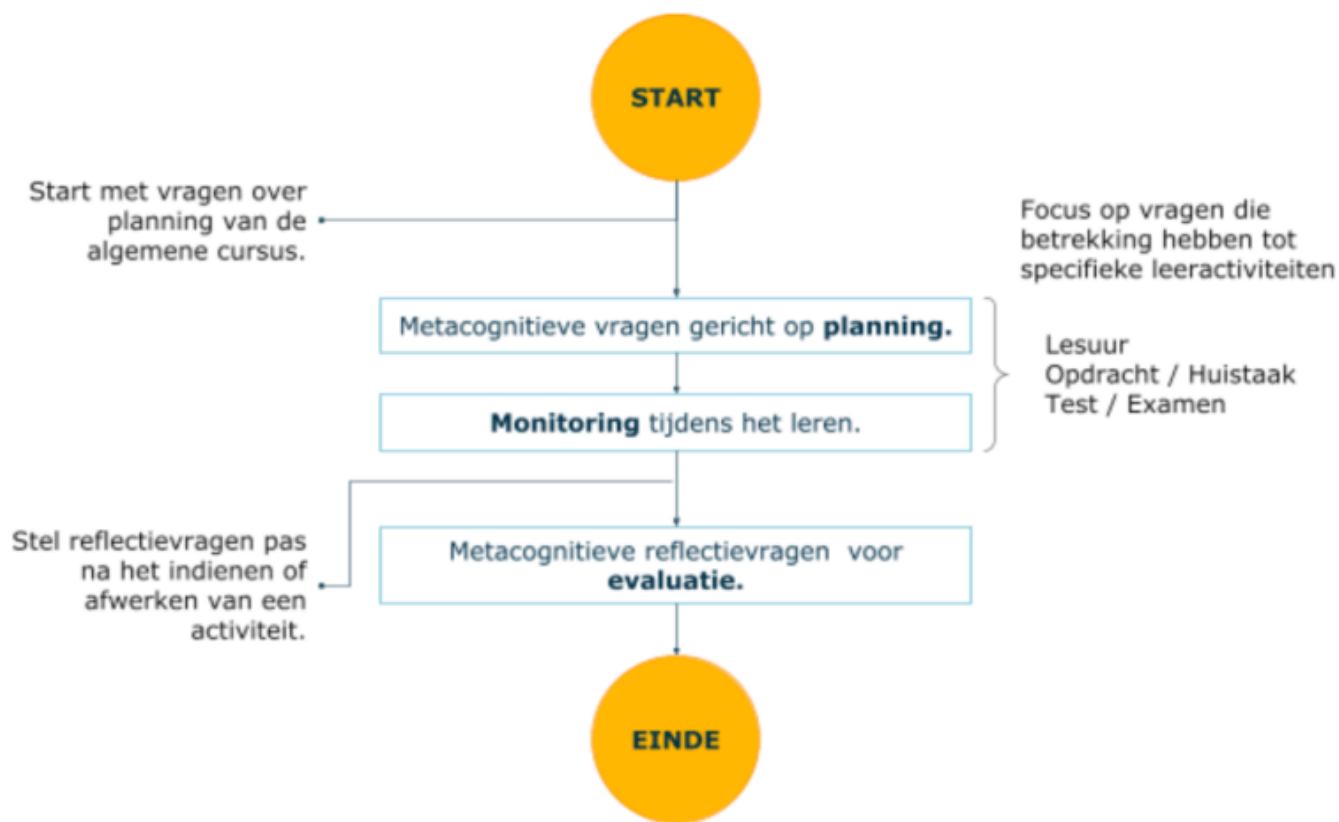 START
Start met vragen over
planning van de
algemene cursus.
Focus op vragen die
betrekking hebben tot
specifieke leeractiviteiten
Metacognitieve vragen gericht op planning.
Lesuur
Opdracht / Huistaak
Test / Examen
Monitoring tijdens het leren.
Stel reflectievragen pas
na het indienen of
afwerken van een
activiteit.
Metacognitieve reflectievragen voor
evaluatie.
EINDE